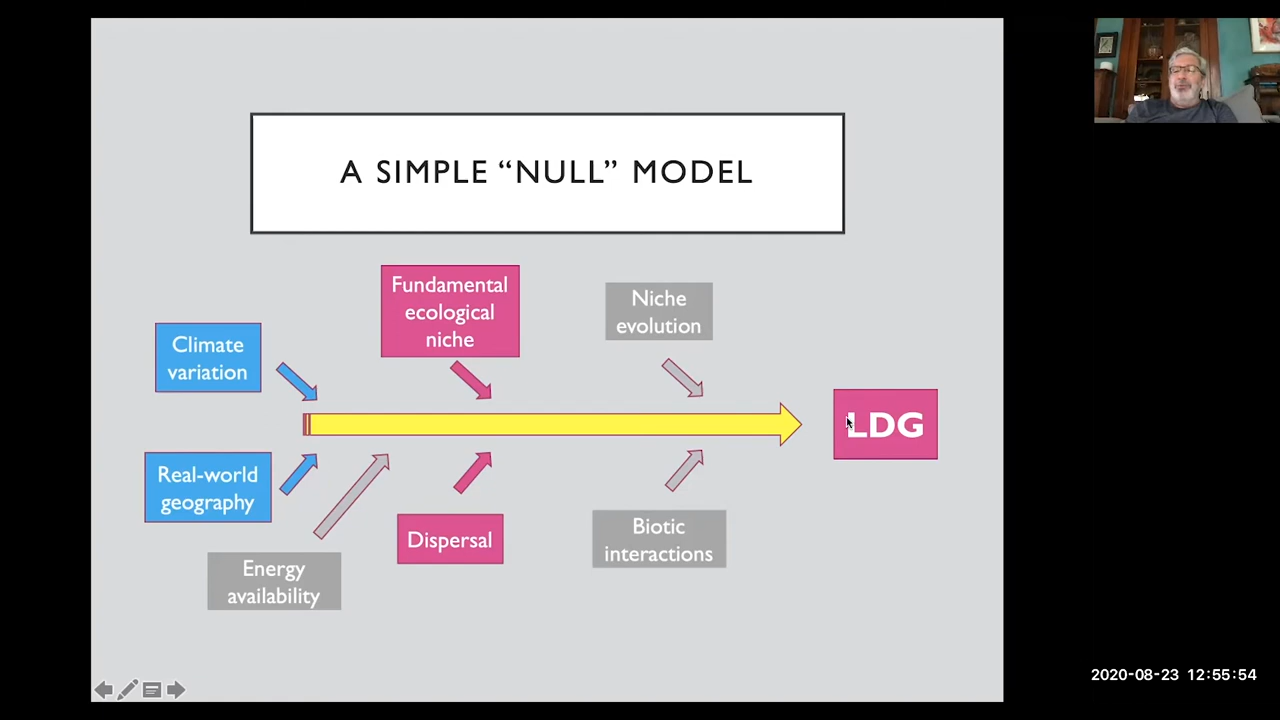 A SIMPLE “NULL” MODEL
Fundamental
ecological
niche
Niche
evolution
Climate
variation
LDG
Real-world
geography
Dispersal
Biotic
interactions
Energy
availability
2020-08-23 12:55:54